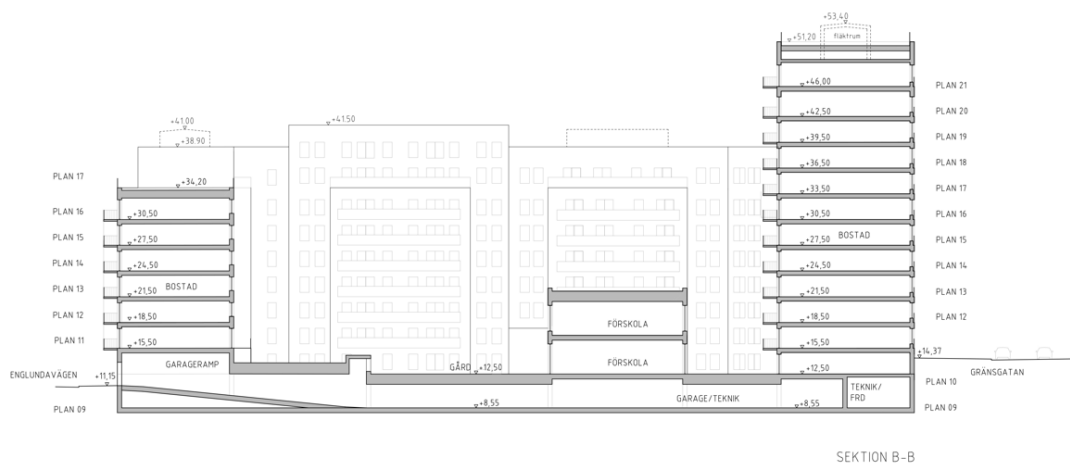 +53,40
fläktrum
+51,20
+46,00
PLAN 21
+42,50
PLAN 20
+39,50
PLAN 19
+36,50
PLAN 18
+33,50
PLAN 17
+30,50
PLAN 16
BOSTAD
+27,50
PLAN 15
+24,50
PLAN 14
+21,50
PLAN 13
+18,50
PLAN 12
+15,50
+14,37
+12,50
GRÄNSGATAN
PLAN 10
TEKNIK/
FRD
+8,55
PLAN 09
+41.00
+38.90
+41.50
PLAN 17
+34,20
PLAN 16
+30,50
PLAN 15
+27,50
PLAN 14
+24,50
PLAN 13
+21,50
BOSTAD
PLAN 12
+18,50
PLAN 11
+15,50
GARAGERAMP
ENGLUNDAVÄGEN
+11,15
PLAN 09
GÅRD
+12,50
FÖRSKOLA
FÖRSKOLA
GARAGE/TEKNIK
+8,55
SEKTION B-B